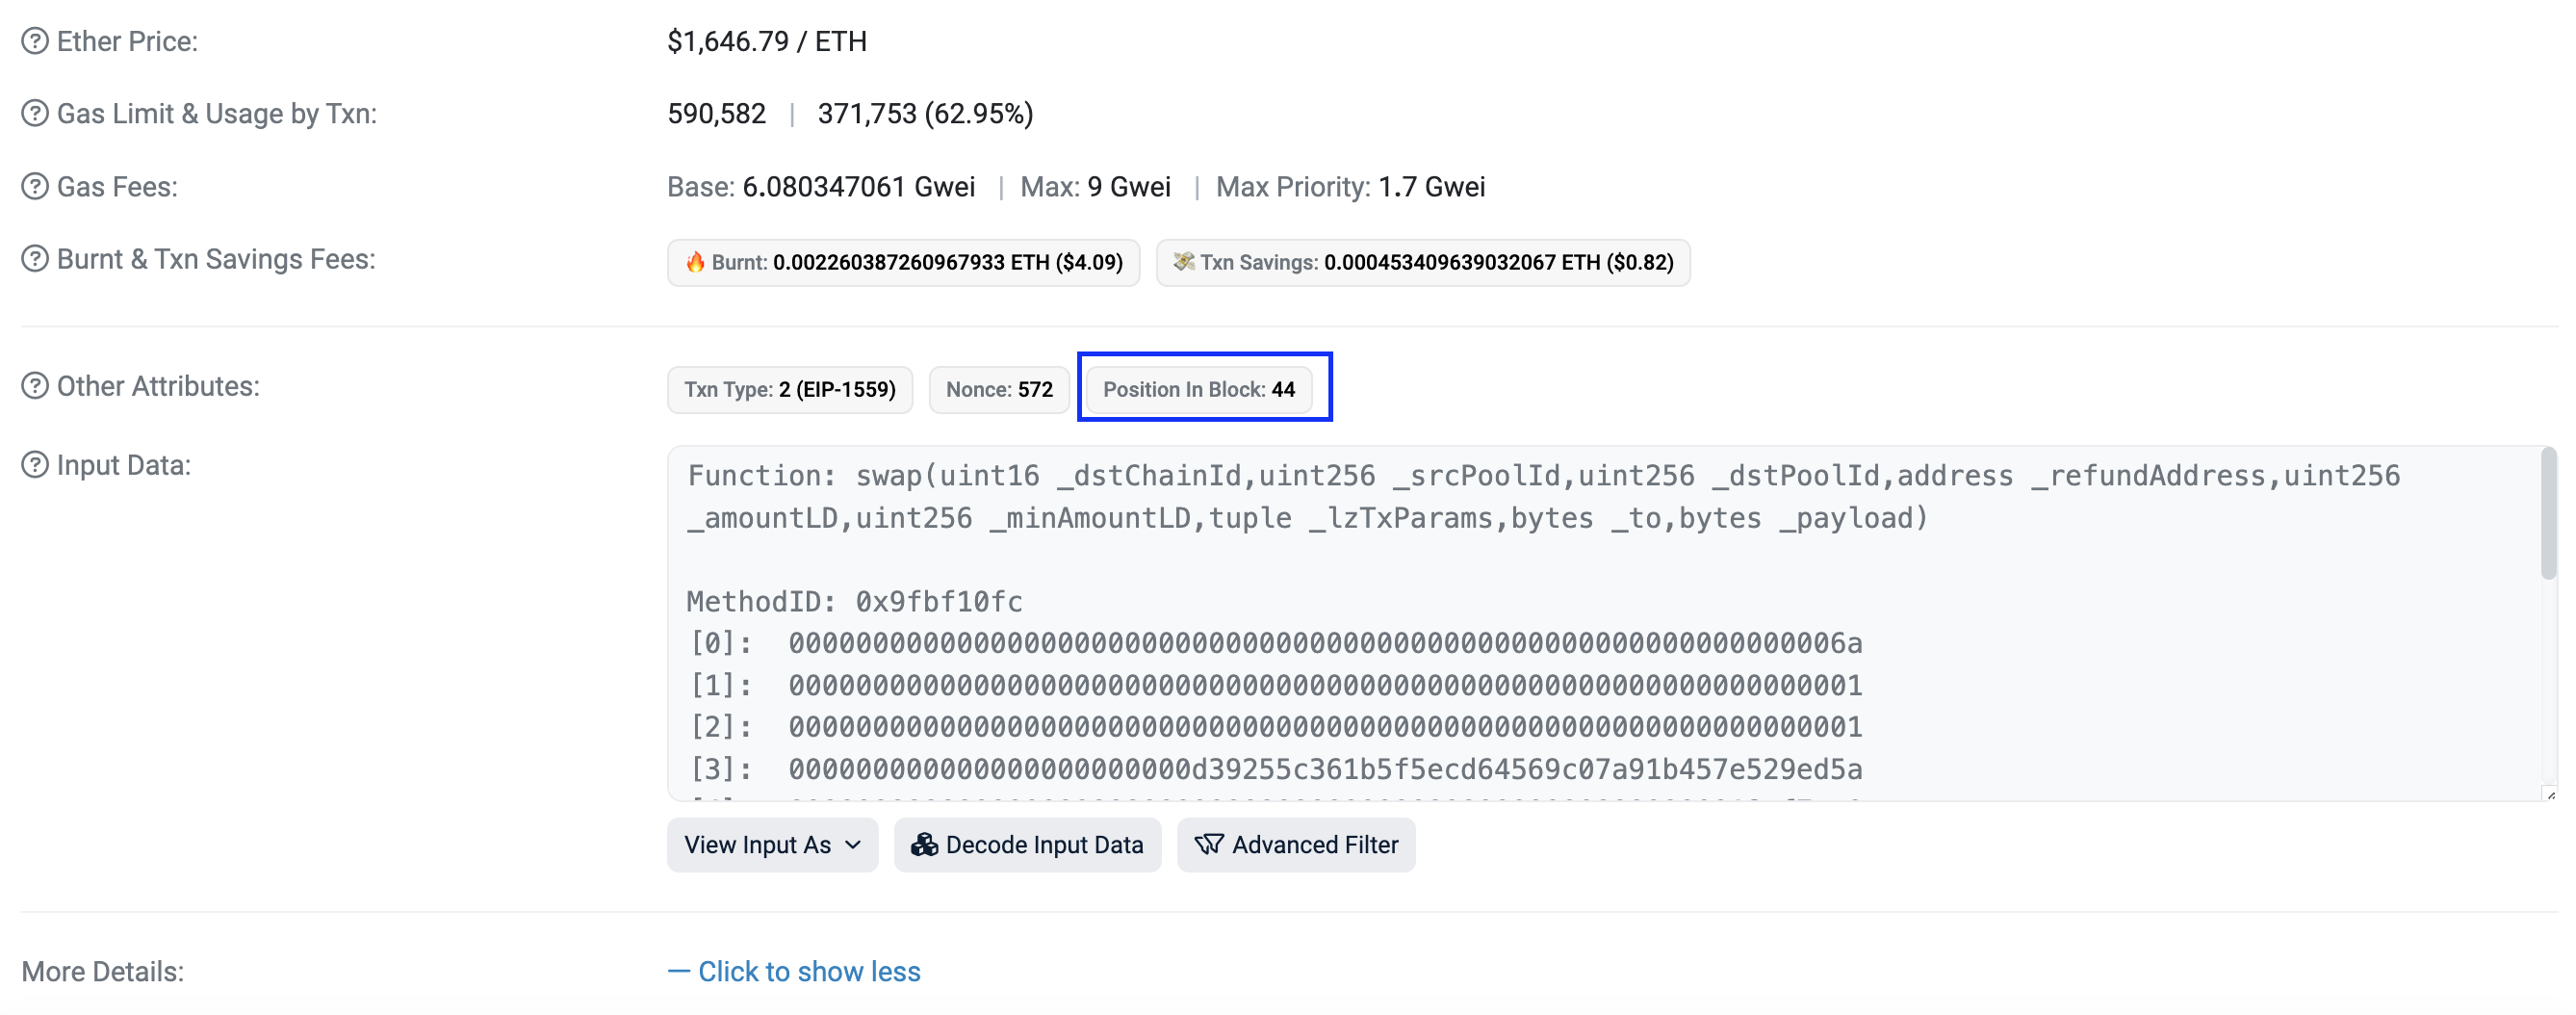 Ether Price: $1,646.79 / ETH
Gas Limit & Usage by Txn: 590,582 | 371,753 (62.95%)
Gas Fees: Base: 6.080347061 Gwei | Max: 9 Gwei | Max Priority: 1.7 Gwei
Burnt & Txn Savings Fees: 🔥 Burnt: 0.002260387260967933 ETH ($4.09) 💸 Txn Savings: 0.000453409639032067 ETH ($0.82)
Other Attributes: Txn Type: 2 (EIP-1559) Nonce: 572 Position In Block: 44
Input Data:
Function: swap(uint16 _dstChainId,uint256 _srcPoolId,uint256 _dstPoolId,address _refundAddress,uint256
_amountLD,uint256 _minAmountLD,tuple _lzTxParams,bytes _to,bytes _payload)
MethodID: 0x9fbf10fc
[0]: 000000000000000000000000000000000000000000000000000000000000006a
[1]: 0000000000000000000000000000000000000000000000000000000000000001
[2]: 0000000000000000000000000000000000000000000000000000000000000001
[3]: 000000000000000000000000d39255c361b5f5ecd64569c07a91b457e529ed5a
View Input As Decode Input Data Advanced Filter
More Details: — Click to show less